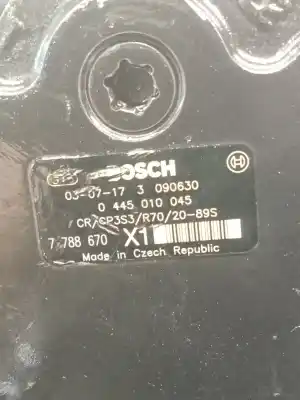 BOSCH
03-07-17 3 090630
0 445 010 045
CR/CP3S3/R70/20-89S
7 788 670 X1
Made in Czech Republic